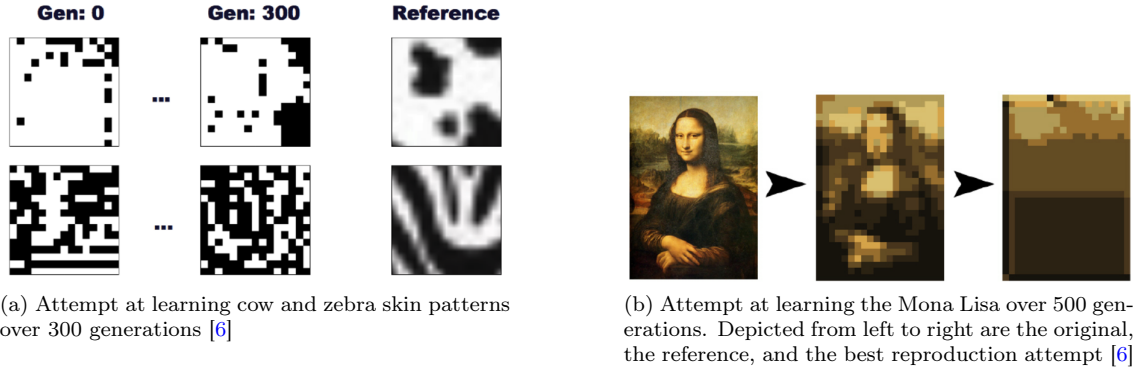 Gen: 0 Gen: 300 Reference
...
...
(a) Attempt at learning cow and zebra skin patterns
over 300 generations [6]
(b) Attempt at learning the Mona Lisa over 500 gen-
erations. Depicted from left to right are the original,
the reference, and the best reproduction attempt [6]